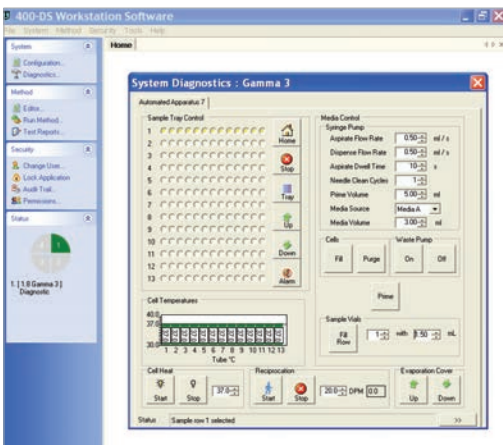 400-DS Workstation Software
File System Method Security Tools Help
System
Configuration...
Diagnostics...
Method
Editor...
Run Method...
Test Reports...
Security
Change User...
Lock Application
Audit Trail...
Permissions...
Status
1
1. [1.8 Gamma 3]
Diagnostic
Home
System Diagnostics : Gamma 3
Automated Apparatus 7
Sample Tray Control
1
2
3
4
5
6
7
8
9
10
11
12
13
Home
Stop
Tray
Up
Down
Alarm
Media Control
Syringe Pump
Aspirate Flow Rate 0.50 ml / s
Dispense Flow Rate 0.50 ml / s
Aspirate Dwell Time 10 s
Needle Clean Cycles 1
Prime Volume 5.00 ml
Media Source Media A
Media Volume 3.00 ml
Cells
Fill Purge
Waste Pump
On Off
Prime
Sample Vials
Fill Row 1 with 1.50 mL
Cell Temperatures
40.0
37.0
30.0
1 2 3 4 5 6 7 8 9 10 11 12 13
Tube °C
Cell Heat
Start Stop 37.0
Reciprocation
Start Stop 20.0 DPM 0.0
Evaporation Cover
Up Down
Status Sample row 1 selected >>